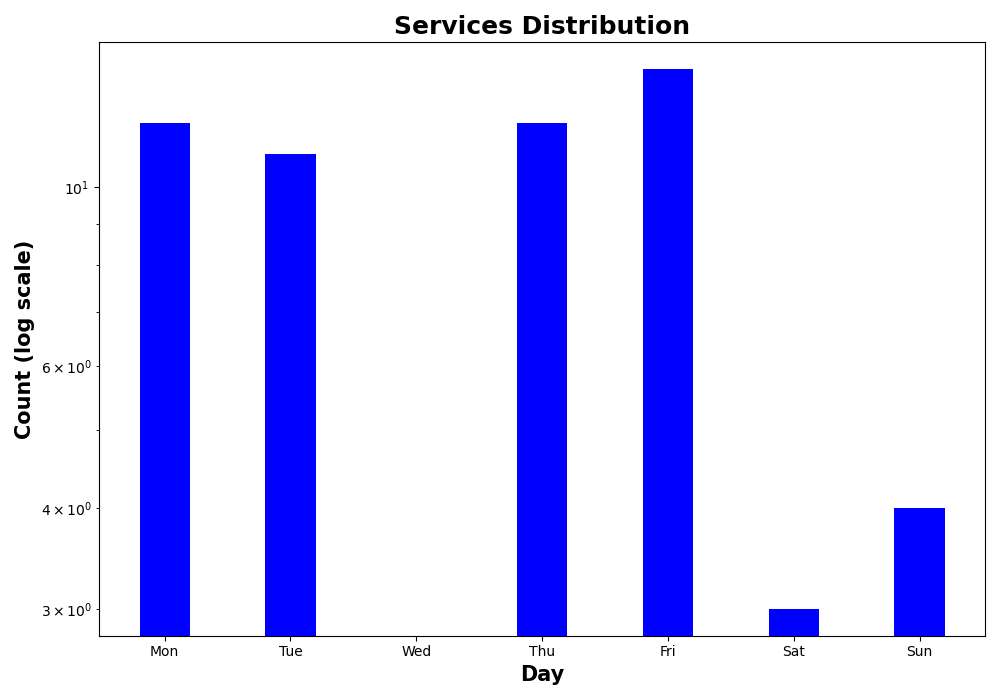 Services Distribution
Count (log scale)
10¹
6 × 10⁰
4 × 10⁰
3 × 10⁰
Mon Tue Wed Thu Fri Sat Sun
Day